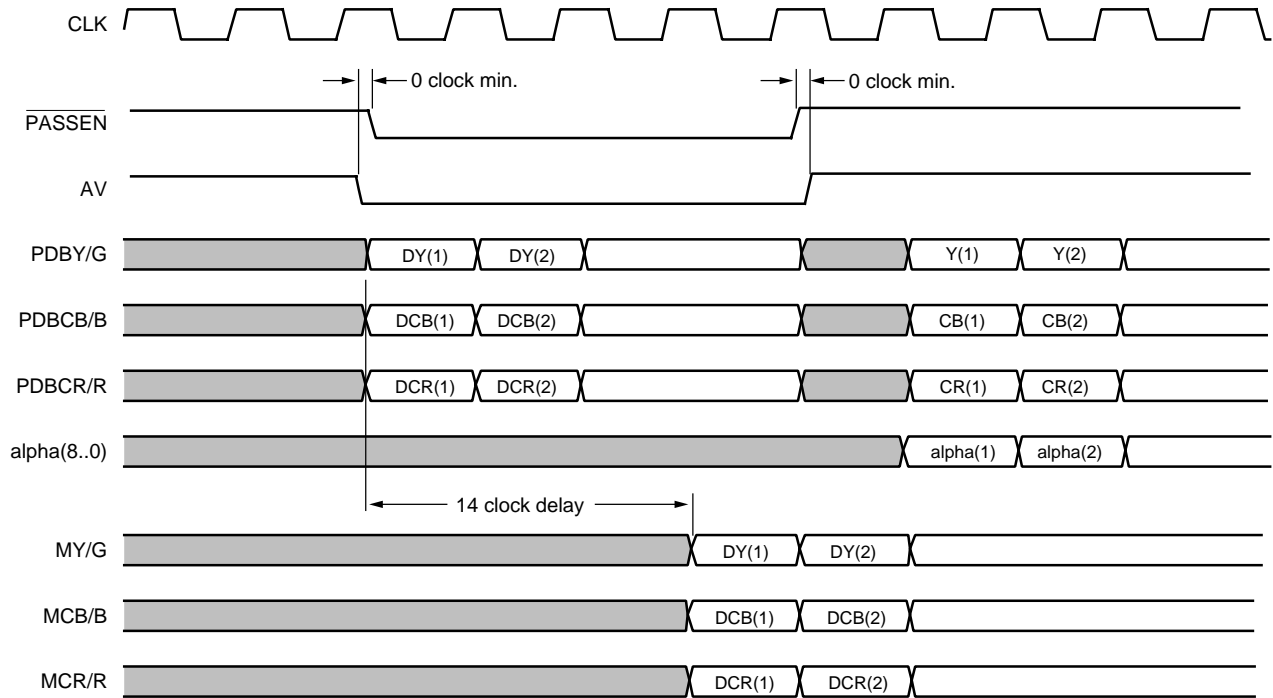 CLK
0 clock min. 0 clock min.
PASSEN
AV
PDBY/G DY(1) DY(2) Y(1) Y(2)
PDBCB/B DCB(1) DCB(2) CB(1) CB(2)
PDBCR/R DCR(1) DCR(2) CR(1) CR(2)
alpha(8..0) alpha(1) alpha(2)
14 clock delay
MY/G DY(1) DY(2)
MCB/B DCB(1) DCB(2)
MCR/R DCR(1) DCR(2)